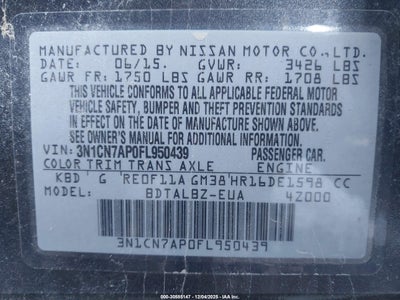 MANUFACTURED BY NISSAN MOTOR CO., LTD.
DATE: 06/15. GVWR: 3426 LBS
GAWR FR: 1750 LBS GAWR RR: 1708 LBS
THIS VEHICLE CONFORMS TO ALL APPLICABLE FEDERAL MOTOR
VEHICLE SAFETY, BUMPER AND THEFT PREVENTION STANDARDS
IN EFFECT ON THE DATE OF MANUFACTURE SHOWN ABOVE.
SEE OWNER'S MANUAL FOR ADDITIONAL INFORMATION.
VIN: 3N1CN7AP0FL950439 PASSENGER CAR.
COLOR TRIM TRANS AXLE ENGINE
KBD G RE0F11A GM38 HR16DE 1598 CC
MODEL: BDTALBZ-EUA 4Z000
3N1CN7AP0FL950439
000-30555147 - 12/04/2025 - IAAI.COM